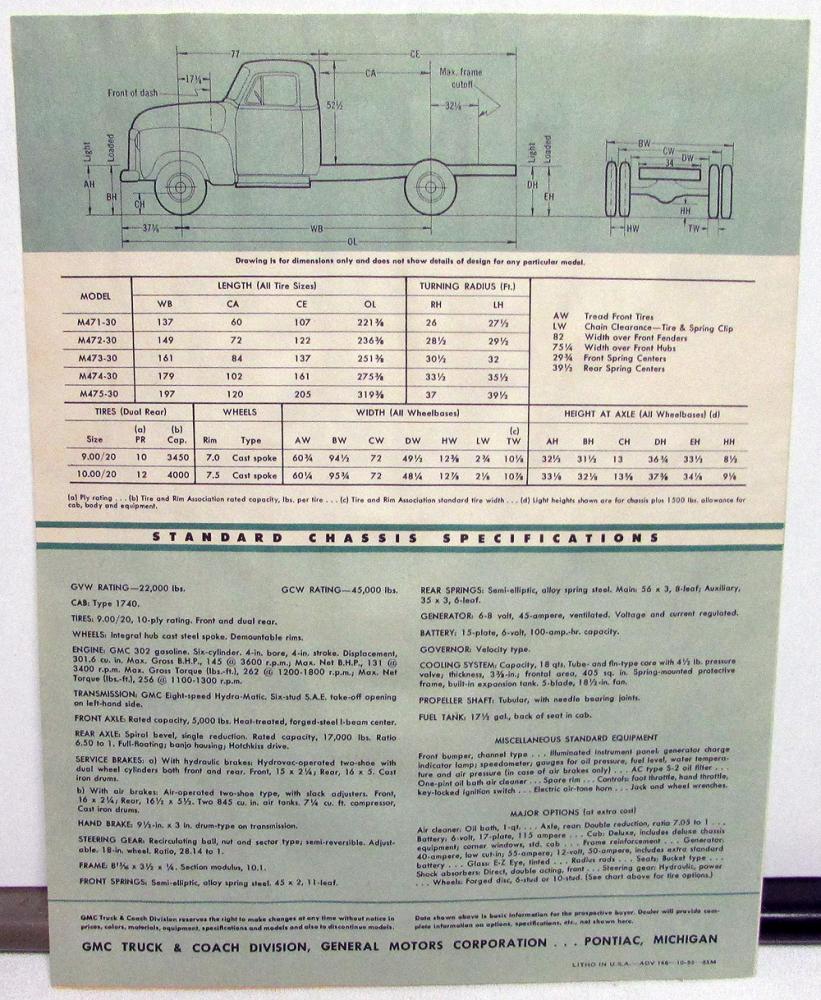 77
CE
CA
17¼
Max. frame
cutoff
Front of dash
52½
32¼
Light
Loaded
AH
BH
CH
Light
Loaded
DH
EH
37⅛
WB
OL
BW
CW
DW
34
HH
HW
TW
Drawing is for dimensions only and does not show details of design for any particular model.
MODEL LENGTH (All Tire Sizes) TURNING RADIUS (Ft.)
WB CA CE OL RH LH
M471-30 137 60 107 221⅜ 26 27½
M472-30 149 72 122 236⅜ 28½ 29½
M473-30 161 84 137 251⅜ 30½ 32
M474-30 179 102 161 275⅜ 33½ 35½
M475-30 197 120 205 319⅜ 37 39½
AW Tread Front Tires
LW Chain Clearance—Tire & Spring Clip
82 Width over Front Fenders
75¼ Width over Front Hubs
29¾ Front Spring Centers
39½ Rear Spring Centers
TIRES (Dual Rear) WHEELS WIDTH (All Wheelbases) HEIGHT AT AXLE (All Wheelbases) (d)
(a) (b) (c)
Size PR Cap. Rim Type AW BW CW DW HW LW TW AH BH CH DH EH HH
9.00/20 10 3450 7.0 Cast spoke 60¾ 94½ 72 49½ 12⅜ 2¾ 10⅛ 32½ 31½ 13 36¾ 33½ 8½
10.00/20 12 4000 7.5 Cast spoke 60¼ 95¾ 72 48¼ 12⅞ 2⅛ 10⅞ 33⅛ 32⅛ 13⅝ 37⅜ 34⅛ 9⅛
(a) Ply rating . . . (b) Tire and Rim Association rated capacity, lbs. per tire . . . (c) Tire and Rim Association standard tire width . . . (d) Light heights shown are for chassis plus 1500 lbs. allowance for
cab, body and equipment.
STANDARD CHASSIS SPECIFICATIONS
GVW RATING—22,000 lbs. GCW RATING—45,000 lbs.
CAB: Type 1740.
TIRES: 9.00/20, 10-ply rating. Front and dual rear.
WHEELS: Integral hub cast steel spoke. Demountable rims.
ENGINE: GMC 302 gasoline. Six-cylinder. 4-in. bore, 4-in. stroke. Displacement,
301.6 cu. in. Max. Gross B.H.P., 145 @ 3600 r.p.m.; Max. Net B.H.P., 131 @
3400 r.p.m. Max. Gross Torque (lbs.-ft.), 262 @ 1200-1800 r.p.m.; Max. Net
Torque (lbs.-ft.), 256 @ 1100-1300 r.p.m.
TRANSMISSION: GMC Eight-speed Hydra-Matic. Six-stud S.A.E. take-off opening
on left-hand side.
FRONT AXLE: Rated capacity, 5,000 lbs. Heat-treated, forged-steel I-beam center.
REAR AXLE: Spiral bevel, single reduction. Rated capacity, 17,000 lbs. Ratio
6.50 to 1. Full-floating; banjo housing; Hotchkiss drive.
SERVICE BRAKES: a) With hydraulic brakes: Hydrovac-operated two-shoe with
dual wheel cylinders both front and rear. Front, 15 x 2¼; Rear, 16 x 5. Cast
iron drums.
b) With air brakes: Air-operated two-shoe type, with slack adjusters. Front,
16 x 2¼; Rear, 16½ x 5½. Two 845 cu. in. air tanks. 7¼ cu. ft. compressor,
Cast iron drums.
HAND BRAKE: 9½-in. x 3 in. drum-type on transmission.
STEERING GEAR: Recirculating ball, nut and sector type; semi-reversible. Adjust-
able. 18-in. wheel. Ratio, 28.14 to 1.
FRAME: 8¹¹⁄₁₆ x 3½ x ¼. Section modulus, 10.1.
FRONT SPRINGS: Semi-elliptic, alloy spring steel. 45 x 2, 11-leaf.
REAR SPRINGS: Semi-elliptic, alloy spring steel. Main: 56 x 3, 8-leaf; Auxiliary,
35 x 3, 6-leaf.
GENERATOR: 6-8 volt, 45-ampere, ventilated. Voltage and current regulated.
BATTERY: 15-plate, 6-volt, 100-amp.-hr. capacity.
GOVERNOR: Velocity type.
COOLING SYSTEM: Capacity, 18 qts. Tube- and fin-type core with 4½ lb. pressure
valve; thickness, 3⅜-in.; frontal area, 405 sq. in. Spring-mounted protective
frame, built-in expansion tank. 5-blade, 18½-in. fan.
PROPELLER SHAFT: Tubular, with needle bearing joints.
FUEL TANK: 17½ gal., back of seat in cab.
MISCELLANEOUS STANDARD EQUIPMENT
Front bumper, channel type . . . Illuminated instrument panel: generator charge
indicator lamp; speedometer; gauges for oil pressure, fuel level, water tempera-
ture and air pressure (in case of air brakes only) . . . AC type S-2 oil filter . . .
One-pint oil bath air cleaner . . . Spare rim . . . Controls: foot throttle, hand throttle,
key-locked ignition switch . . . Electric air-tone horn . . . Jack and wheel wrenches.
MAJOR OPTIONS (at extra cost)
Air cleaner: Oil bath, 1-qt. . . . Axle, rear: Double reduction, ratio 7.05 to 1 . . .
Battery: 6-volt, 17-plate, 115 ampere . . . Cab: Deluxe, includes deluxe chassis
equipment; corner windows, std. cab . . . Frame reinforcement . . . Generator:
40-ampere, low cut-in; 55-ampere; 12-volt, 50-ampere, includes extra standard
battery . . . Glass: E-Z Eye, tinted . . . Radius rods . . . Seats: Bucket type . . .
Shock absorbers: Direct, double acting, front . . . Steering gear: Hydraulic, power
. . . Wheels: Forged disc, 6-stud or 10-stud. (See chart above for tire options.)
GMC Truck & Coach Division reserves the right to make changes at any time without notice in
prices, colors, materials, equipment, specifications and models and also to discontinue models.
Data shown above is basic information for the prospective buyer. Dealer will provide com-
plete information on options, specifications, etc., not shown here.
GMC TRUCK & COACH DIVISION, GENERAL MOTORS CORPORATION . . . PONTIAC, MICHIGAN
LITHO IN U.S.A.